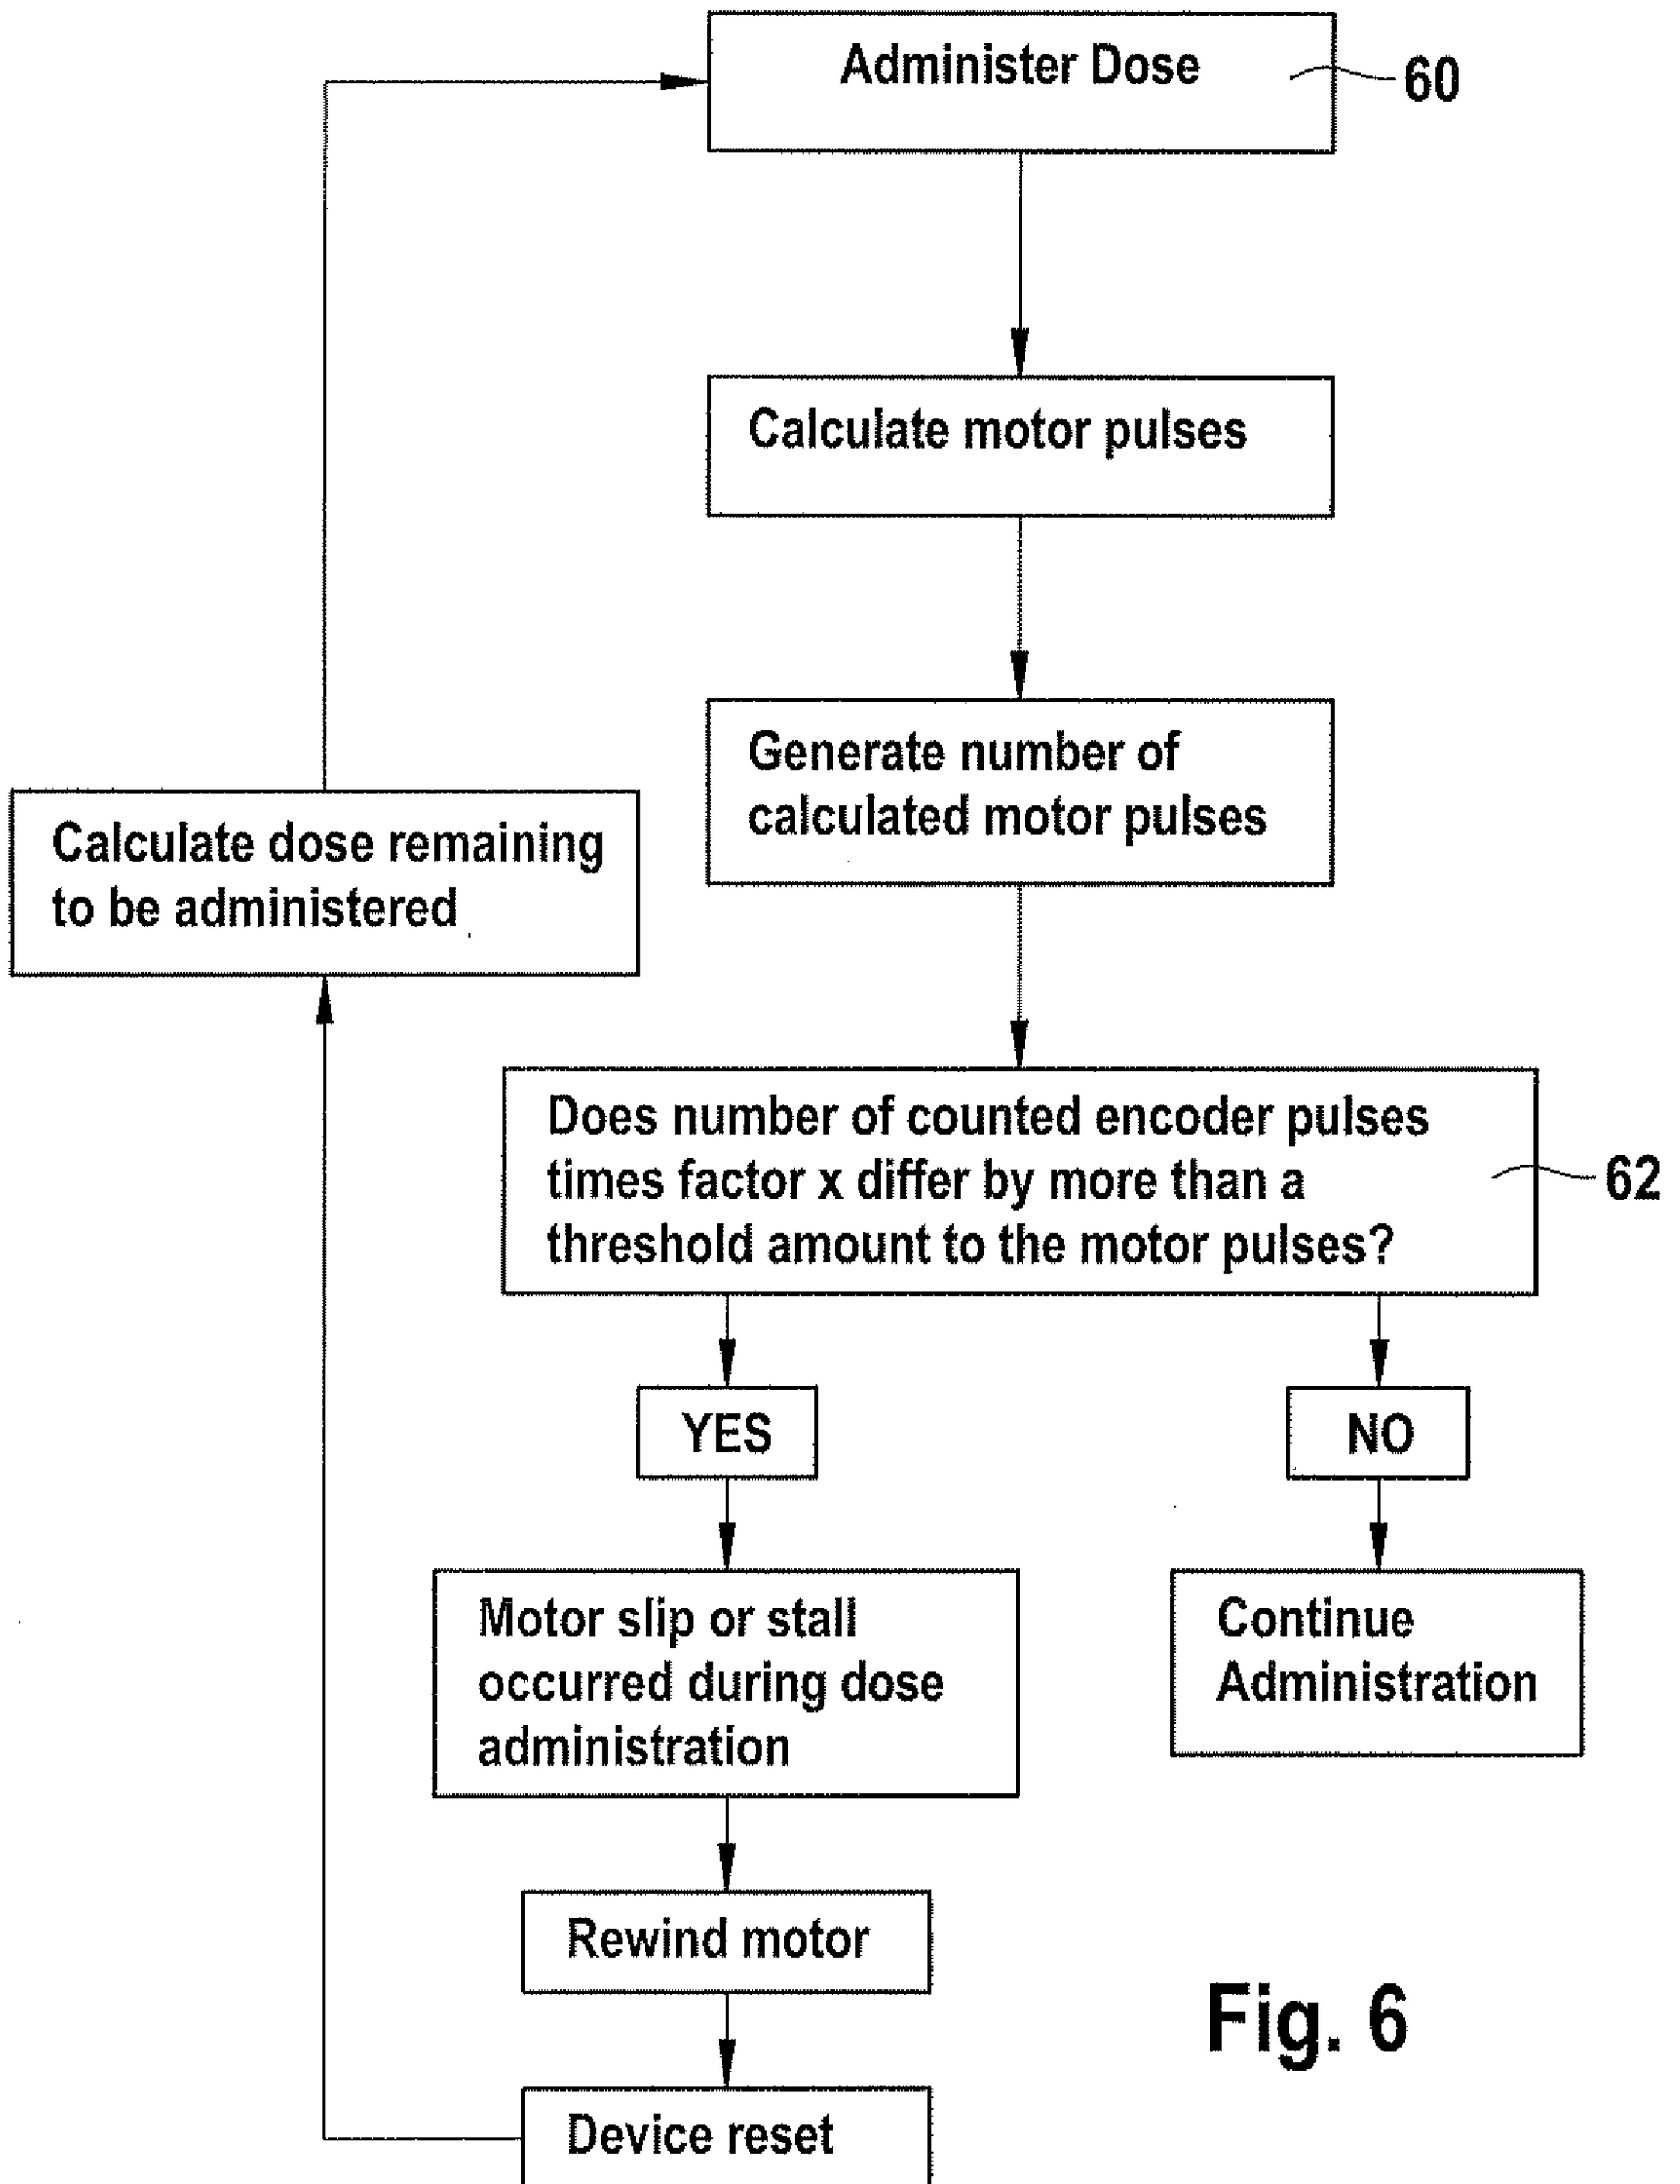 Administer Dose
60
Calculate motor pulses
Generate number of
calculated motor pulses
Calculate dose remaining
to be administered
Does number of counted encoder pulses
times factor x differ by more than a
threshold amount to the motor pulses?
62
YES
NO
Motor slip or stall
occurred during dose
administration
Continue
Administration
Rewind motor
Device reset
Fig. 6